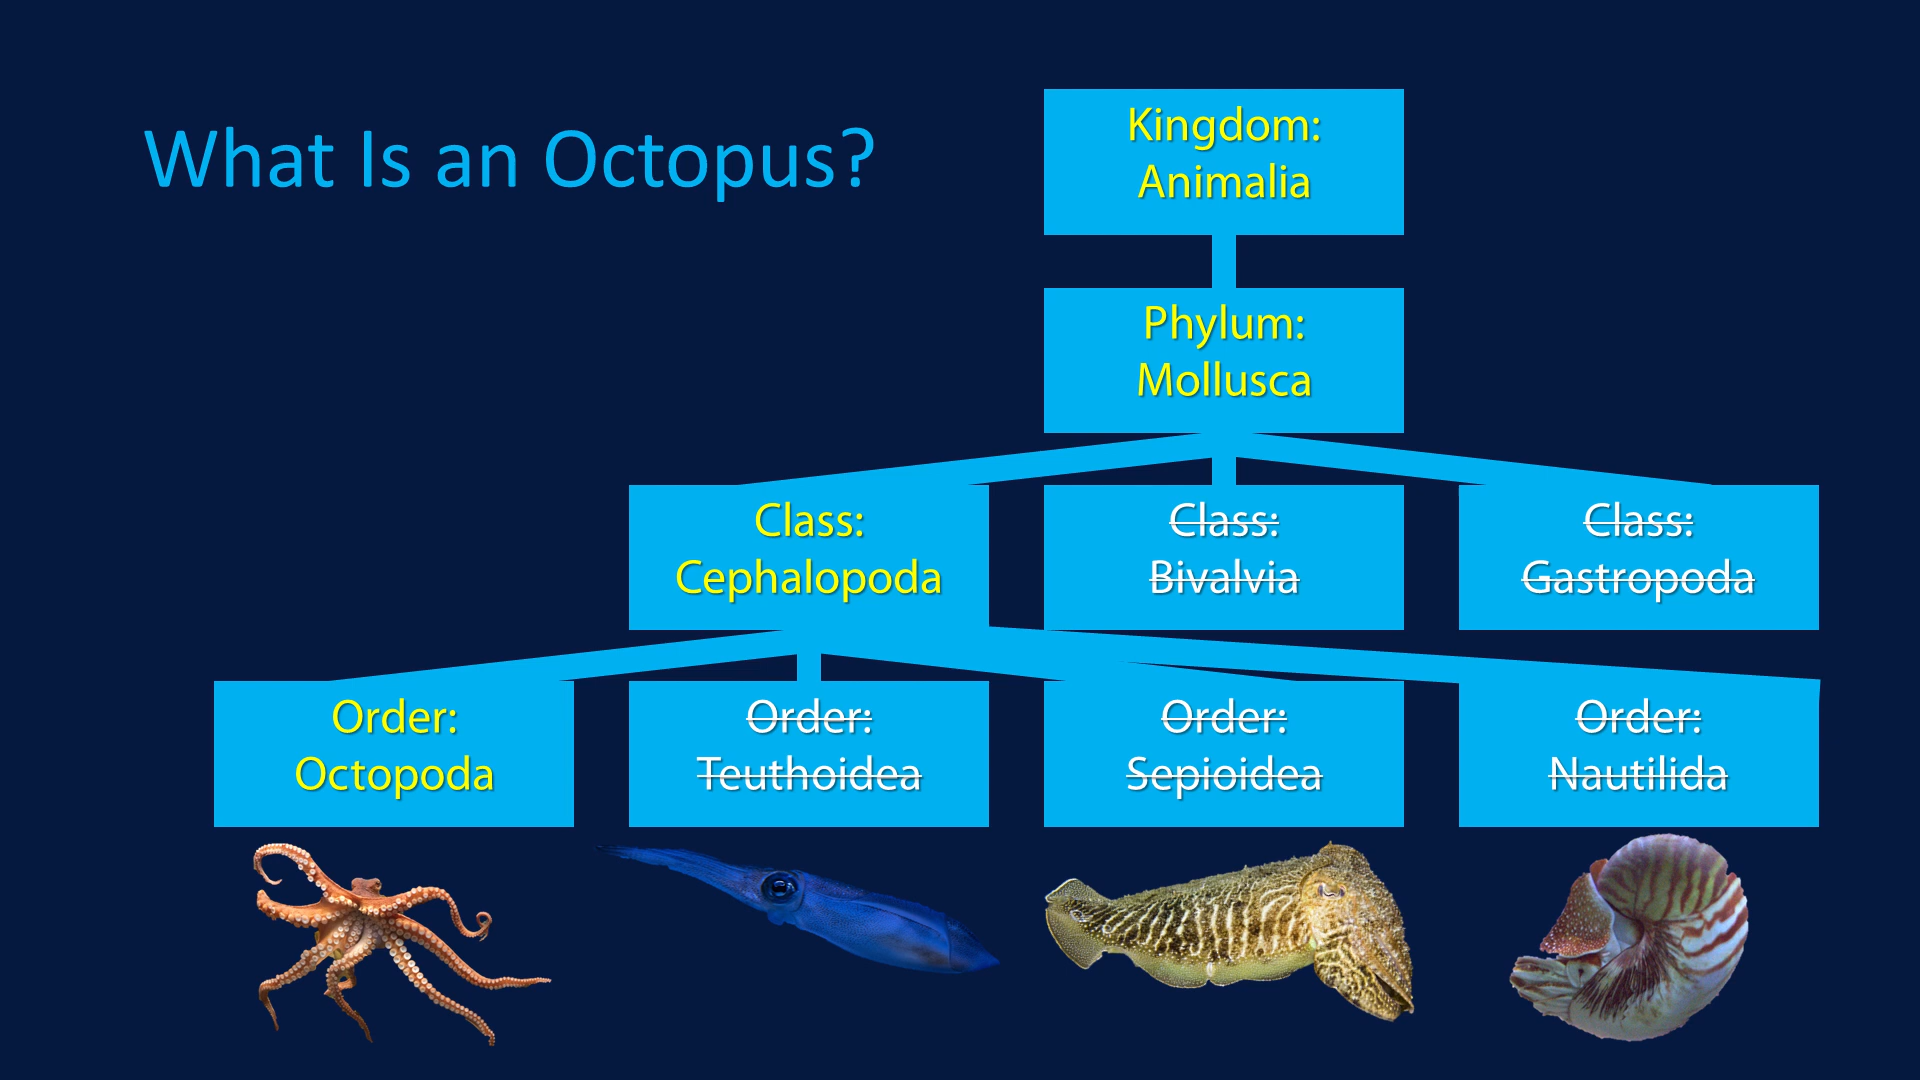 What Is an Octopus?
Kingdom:
Animalia
Phylum:
Mollusca
Class:
Cephalopoda
Class:
Bivalvia
Class:
Gastropoda
Order:
Octopoda
Order:
Teuthoidea
Order:
Sepioidea
Order:
Nautilida